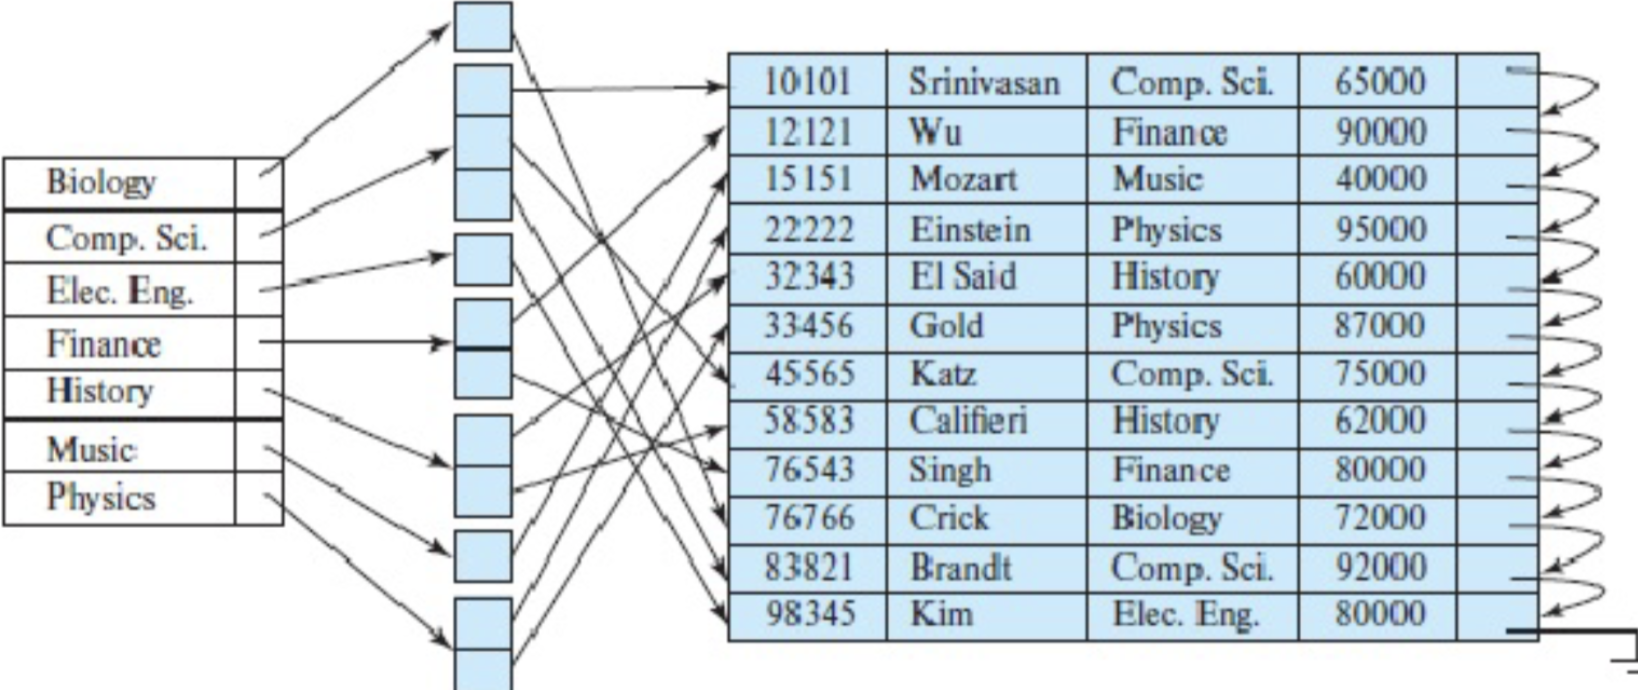 Biology
Comp. Sci.
Elec. Eng.
Finance
History
Music
Physics
10101 Srinivasan Comp. Sci. 65000
12121 Wu Finance 90000
15151 Mozart Music 40000
22222 Einstein Physics 95000
32343 El Said History 60000
33456 Gold Physics 87000
45565 Katz Comp. Sci. 75000
58583 Califieri History 62000
76543 Singh Finance 80000
76766 Crick Biology 72000
83821 Brandt Comp. Sci. 92000
98345 Kim Elec. Eng. 80000